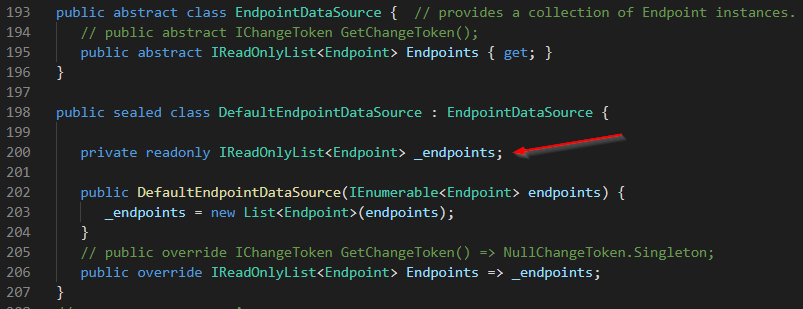 193 public abstract class EndpointDataSource {  // provides a collection of Endpoint instances.
194    // public abstract IChangeToken GetChangeToken();
195    public abstract IReadOnlyList<Endpoint> Endpoints { get; }
196 }
197
198 public sealed class DefaultEndpointDataSource : EndpointDataSource {
199
200    private readonly IReadOnlyList<Endpoint> _endpoints;
201
202    public DefaultEndpointDataSource(IEnumerable<Endpoint> endpoints) {
203       _endpoints = new List<Endpoint>(endpoints);
204    }
205    // public override IChangeToken GetChangeToken() => NullChangeToken.Singleton;
206    public override IReadOnlyList<Endpoint> Endpoints => _endpoints;
207 }